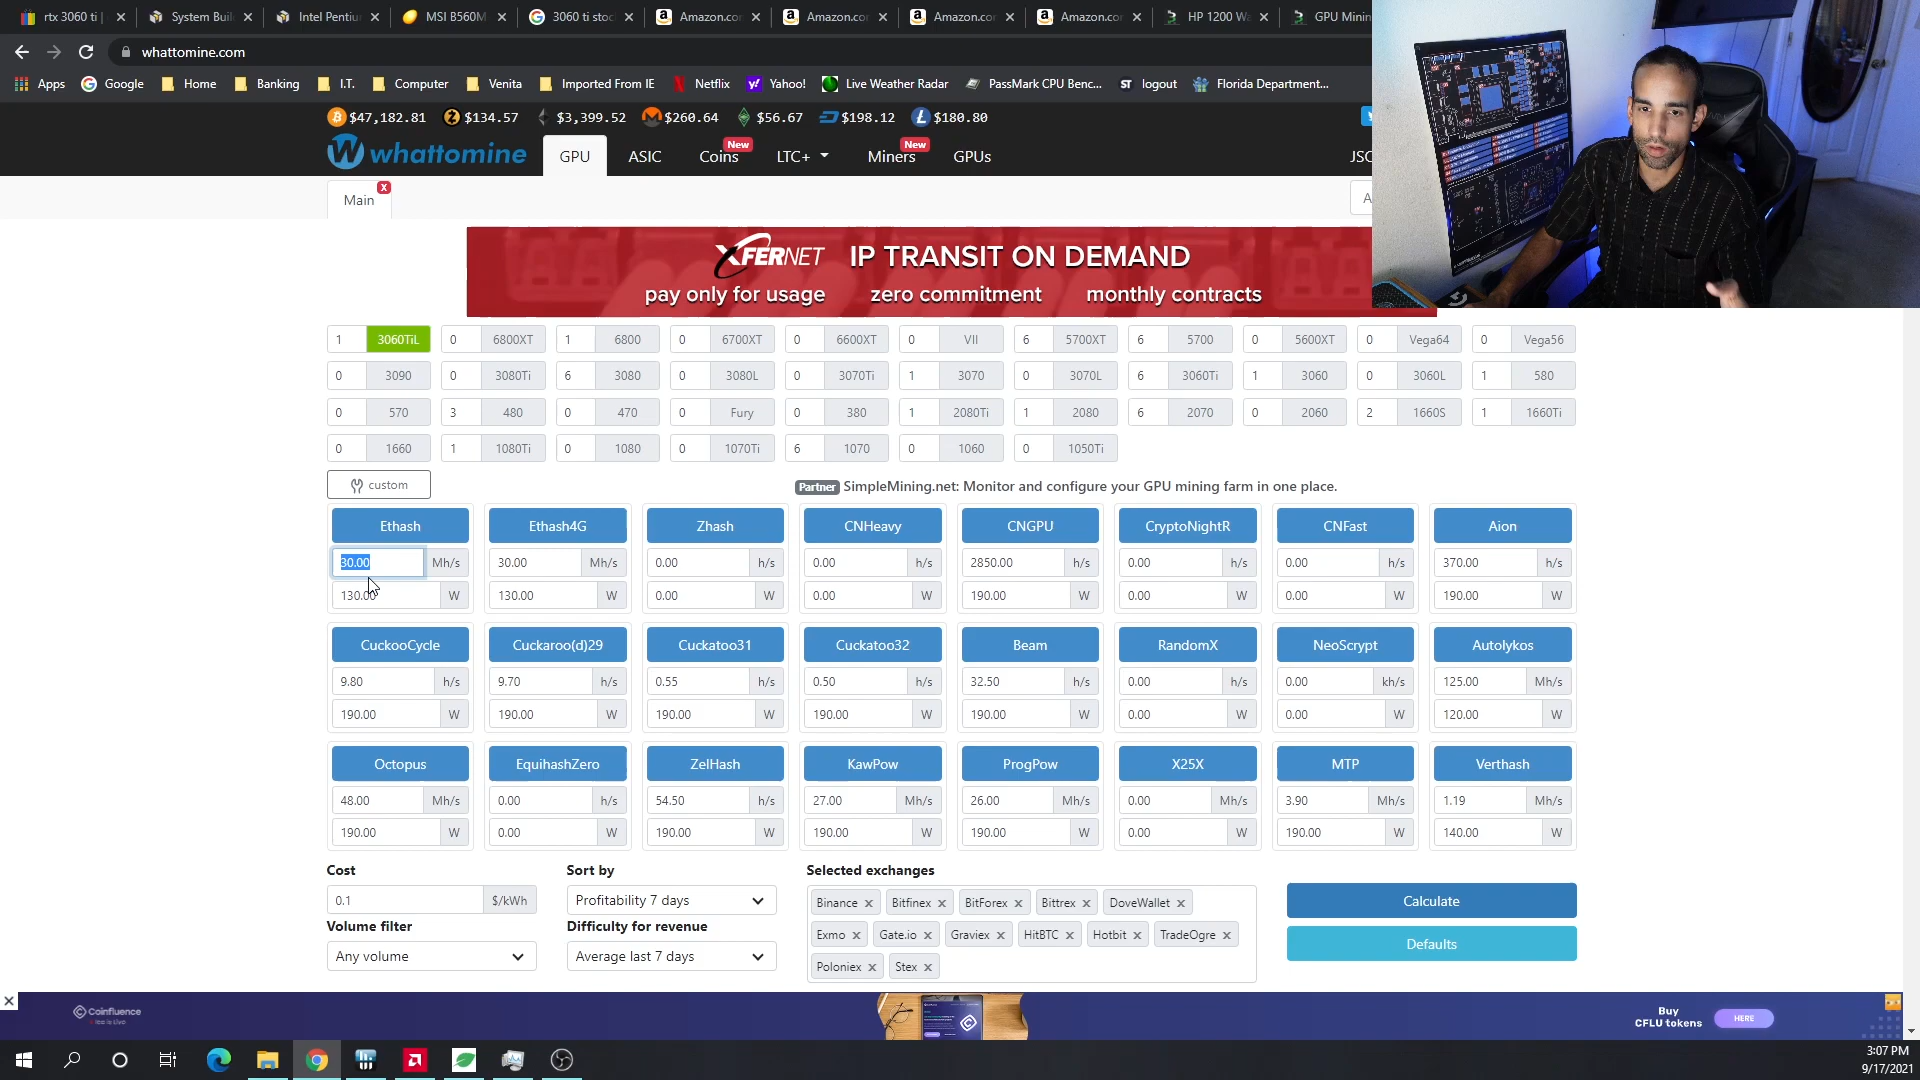 rtx 3060 ti |
System Buil
Intel Pentiu
MSI B560M
3060 ti stoc
Amazon.co
Amazon.co
Amazon.co
Amazon.co
HP 1200 Wa
GPU Minin
whattomine.com
Apps
Google
Home
Banking
I.T.
Computer
Venita
Imported From IE
Netflix
Yahoo!
Live Weather Radar
PassMark CPU Benc...
ST logout
Florida Department...
$47,182.81 $134.57 $3,399.52 $260.64 $56.67 $198.12 $180.80
whattomine
GPU
ASIC
Coins New
LTC+
Miners New
GPUs
JSO
Main x
A
XFERNET IP TRANSIT ON DEMAND
pay only for usage zero commitment monthly contracts
1 3060TiL 0 6800XT 1 6800 0 6700XT 0 6600XT 0 VII 6 5700XT 6 5700 0 5600XT 0 Vega64 0 Vega56
0 3090 0 3080Ti 6 3080 0 3080L 0 3070Ti 1 3070 0 3070L 6 3060Ti 1 3060 0 3060L 1 580
0 570 3 480 0 470 0 Fury 0 380 1 2080Ti 1 2080 6 2070 0 2060 2 1660S 1 1660Ti
0 1660 1 1080Ti 0 1080 0 1070Ti 6 1070 0 1060 0 1050Ti
custom
Partner SimpleMining.net: Monitor and configure your GPU mining farm in one place.
Ethash Ethash4G Zhash CNHeavy CNGPU CryptoNightR CNFast Aion
30.00 Mh/s 30.00 Mh/s 0.00 h/s 0.00 h/s 2850.00 h/s 0.00 h/s 0.00 h/s 370.00 h/s
130.00 W 130.00 W 0.00 W 0.00 W 190.00 W 0.00 W 0.00 W 190.00 W
CuckooCycle Cuckaroo(d)29 Cuckatoo31 Cuckatoo32 Beam RandomX NeoScrypt Autolykos
9.80 h/s 9.70 h/s 0.55 h/s 0.50 h/s 32.50 h/s 0.00 h/s 0.00 kh/s 125.00 Mh/s
190.00 W 190.00 W 190.00 W 190.00 W 190.00 W 0.00 W 0.00 W 120.00 W
Octopus EquihashZero ZelHash KawPow ProgPow X25X MTP Verthash
48.00 Mh/s 0.00 h/s 54.50 h/s 27.00 Mh/s 26.00 Mh/s 0.00 Mh/s 3.90 Mh/s 1.19 Mh/s
190.00 W 0.00 W 190.00 W 190.00 W 190.00 W 0.00 W 190.00 W 140.00 W
Cost
0.1 $/kWh
Volume filter
Any volume
Sort by
Profitability 7 days
Difficulty for revenue
Average last 7 days
Selected exchanges
Binance x Bitfinex x BitForex x Bittrex x DoveWallet x
Exmo x Gate.io x Graviex x HitBTC x Hotbit x TradeOgre x
Poloniex x Stex x
Calculate
Defaults
Coinfluence
Buy
CFLU tokens
HERE
3:07 PM
9/17/2021